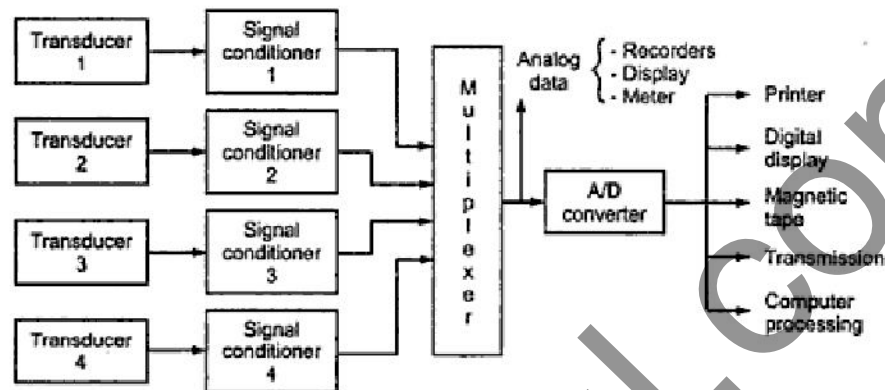 Transducer
1
Signal
conditioner
1
Transducer
2
Signal
conditioner
2
Transducer
3
Signal
conditioner
3
Transducer
4
Signal
conditioner
4
Multiplexer
Analog
data
- Recorders
- Display
- Meter
A/D
converter
Printer
Digital
display
Magnetic
tape
Transmission
Computer
processing